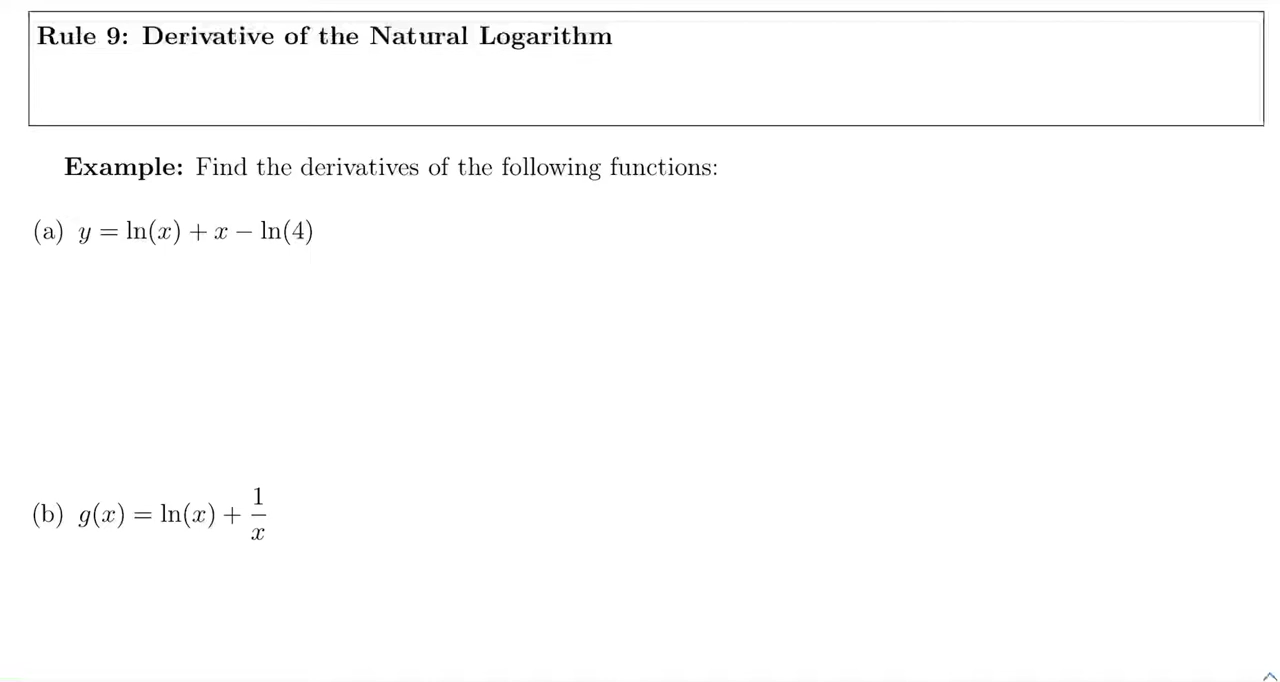 Rule 9: Derivative of the Natural Logarithm
Example: Find the derivatives of the following functions:
(a) y = ln(x) + x − ln(4)
(b) g(x) = ln(x) + 1/x